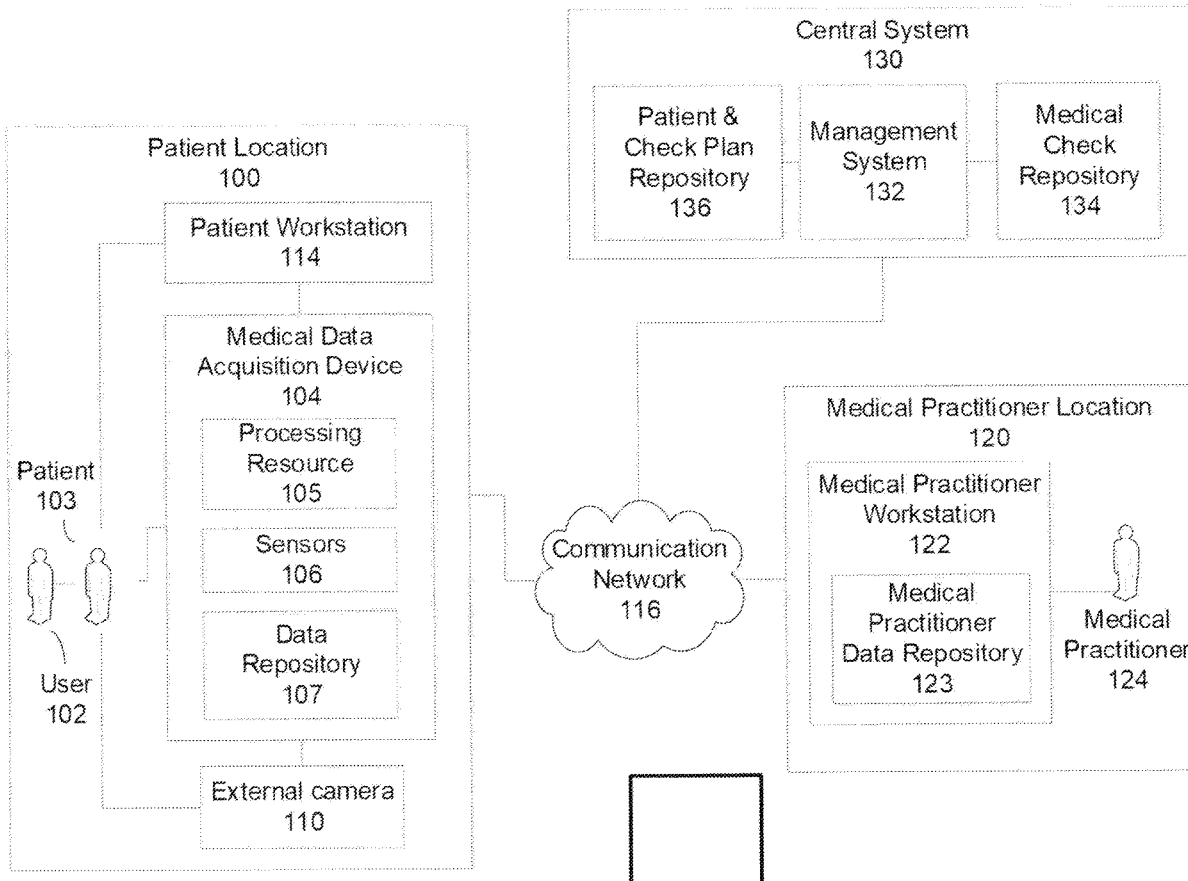 Patient Location
100
Patient Workstation
114
Medical Data
Acquisition Device
104
Processing
Resource
105
Sensors
106
Data
Repository
107
Patient
103
User
102
External camera
110
Communication
Network
116
Central System
130
Patient &
Check Plan
Repository
136
Management
System
132
Medical
Check
Repository
134
Medical Practitioner Location
120
Medical Practitioner
Workstation
122
Medical
Practitioner
Data Repository
123
Medical
Practitioner
124